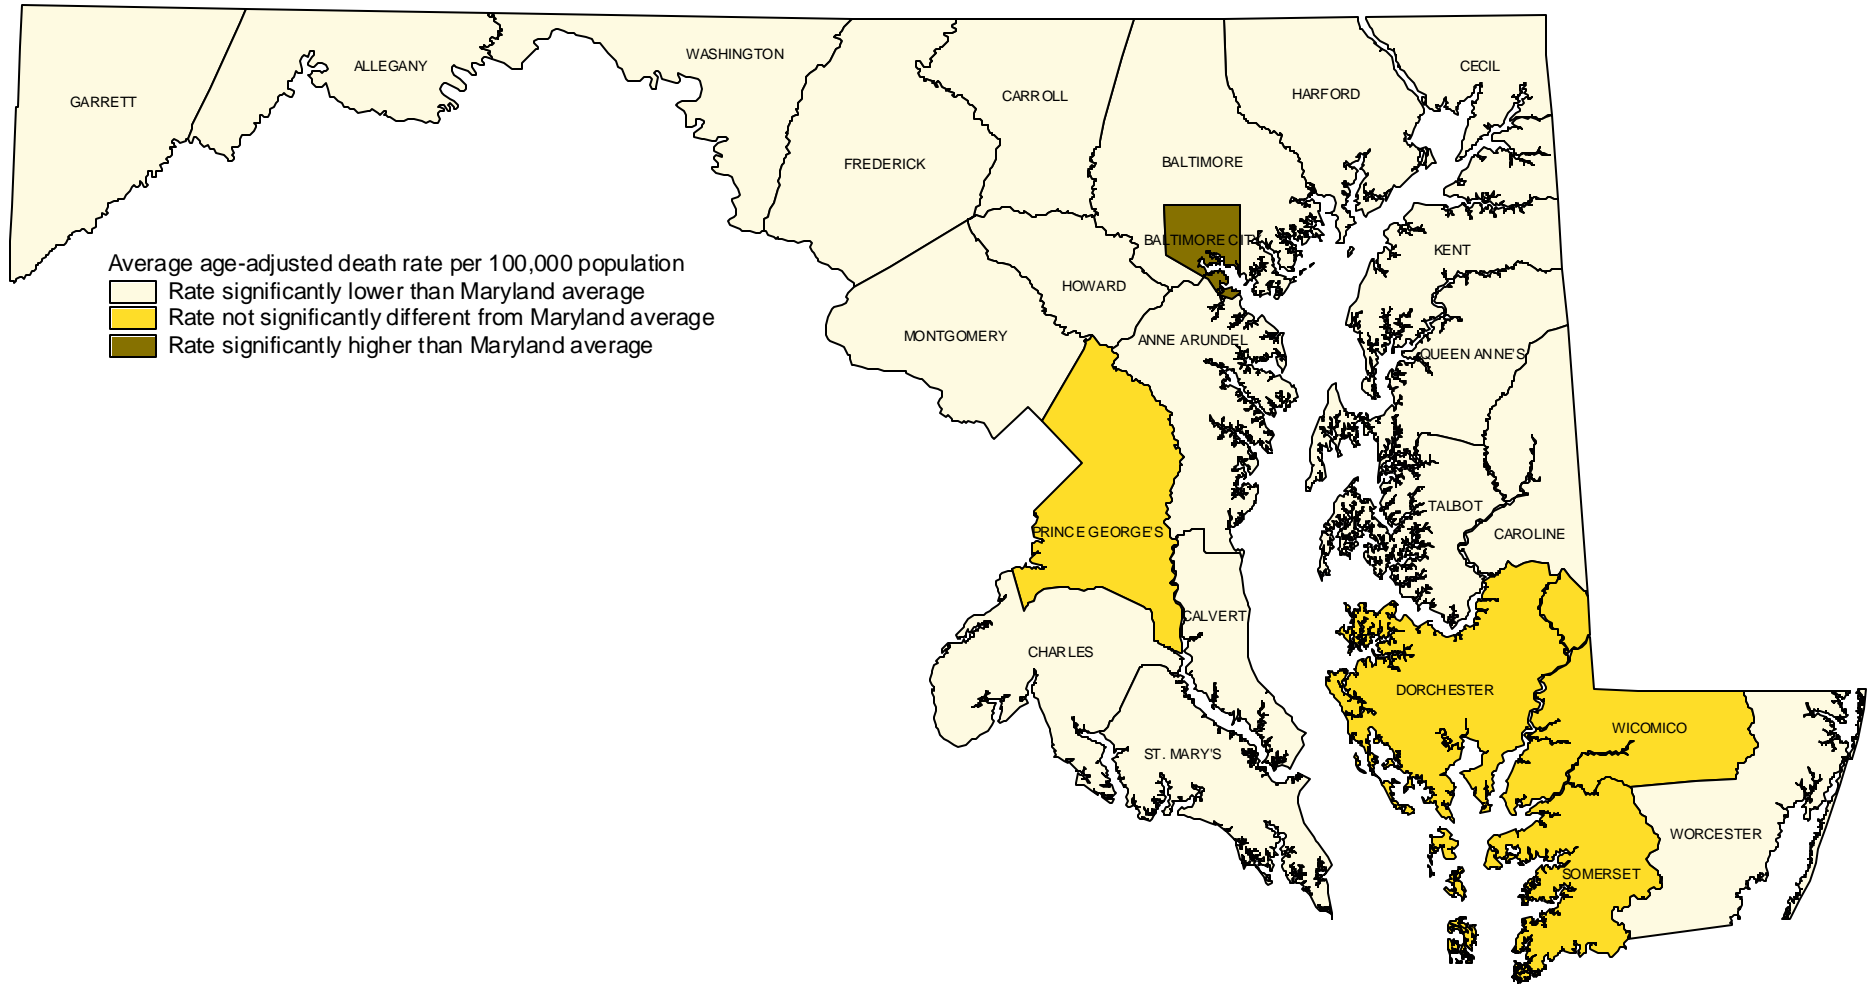 WASHINGTON
ALLEGANY
CECIL
GARRETT
CARROLL
HARFORD
FREDERICK
BALTIMORE
BALTIMORE CITY
KENT
Average age-adjusted death rate per 100,000 population
Rate significantly lower than Maryland average
Rate not significantly different from Maryland average
Rate significantly higher than Maryland average
HOWARD
MONTGOMERY
ANNE ARUNDEL
QUEEN ANNE'S
TALBOT
PRINCE GEORGE'S
CAROLINE
CALVERT
CHARLES
DORCHESTER
WICOMICO
ST. MARY'S
WORCESTER
SOMERSET